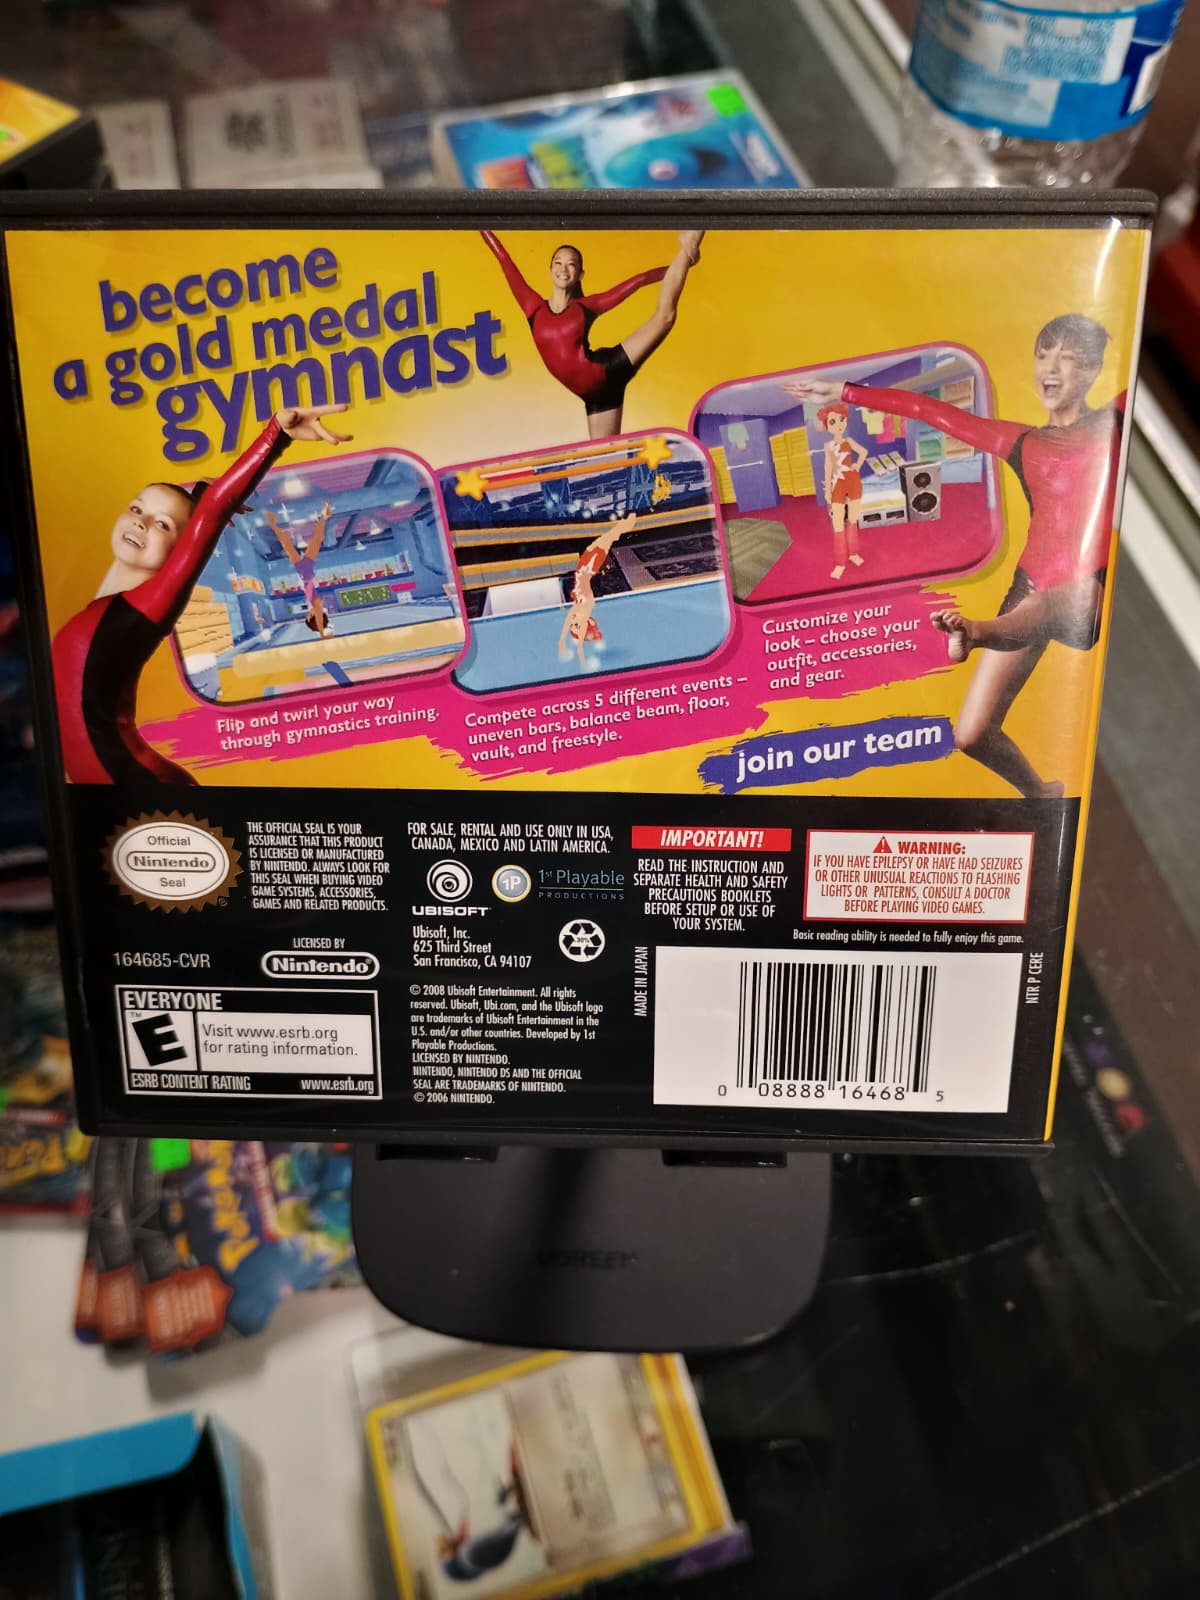 become
a gold medal
gymnast
Flip and twirl your way
through gymnastics training.
Compete across 5 different events –
uneven bars, balance beam, floor,
vault, and freestyle.
Customize your
look – choose your
outfit, accessories,
and gear.
join our team
Official
Nintendo
Seal
THE OFFICIAL SEAL IS YOUR
ASSURANCE THAT THIS PRODUCT
IS LICENSED OR MANUFACTURED
BY NINTENDO. ALWAYS LOOK FOR
THIS SEAL WHEN BUYING VIDEO
GAME SYSTEMS, ACCESSORIES,
GAMES AND RELATED PRODUCTS.
164685-CVR
LICENSED BY
Nintendo
EVERYONE
E
TM
Visit www.esrb.org
for rating information.
ESRB CONTENT RATING www.esrb.org
FOR SALE, RENTAL AND USE ONLY IN USA,
CANADA, MEXICO AND LATIN AMERICA.
UBISOFT
1P
1st Playable
PRODUCTIONS
Ubisoft, Inc.
625 Third Street
San Francisco, CA 94107
30%
© 2008 Ubisoft Entertainment. All rights
reserved. Ubisoft, Ubi.com, and the Ubisoft logo
are trademarks of Ubisoft Entertainment in the
U.S. and/or other countries. Developed by 1st
Playable Productions.
LICENSED BY NINTENDO.
NINTENDO, NINTENDO DS AND THE OFFICIAL
SEAL ARE TRADEMARKS OF NINTENDO.
© 2006 NINTENDO.
IMPORTANT!
READ THE INSTRUCTION AND
SEPARATE HEALTH AND SAFETY
PRECAUTIONS BOOKLETS
BEFORE SETUP OR USE OF
YOUR SYSTEM.
WARNING:
IF YOU HAVE EPILEPSY OR HAVE HAD SEIZURES
OR OTHER UNUSUAL REACTIONS TO FLASHING
LIGHTS OR PATTERNS, CONSULT A DOCTOR
BEFORE PLAYING VIDEO GAMES.
Basic reading ability is needed to fully enjoy this game.
MADE IN JAPAN
NTR P CERE
0 08888 16468 5
UGREEN